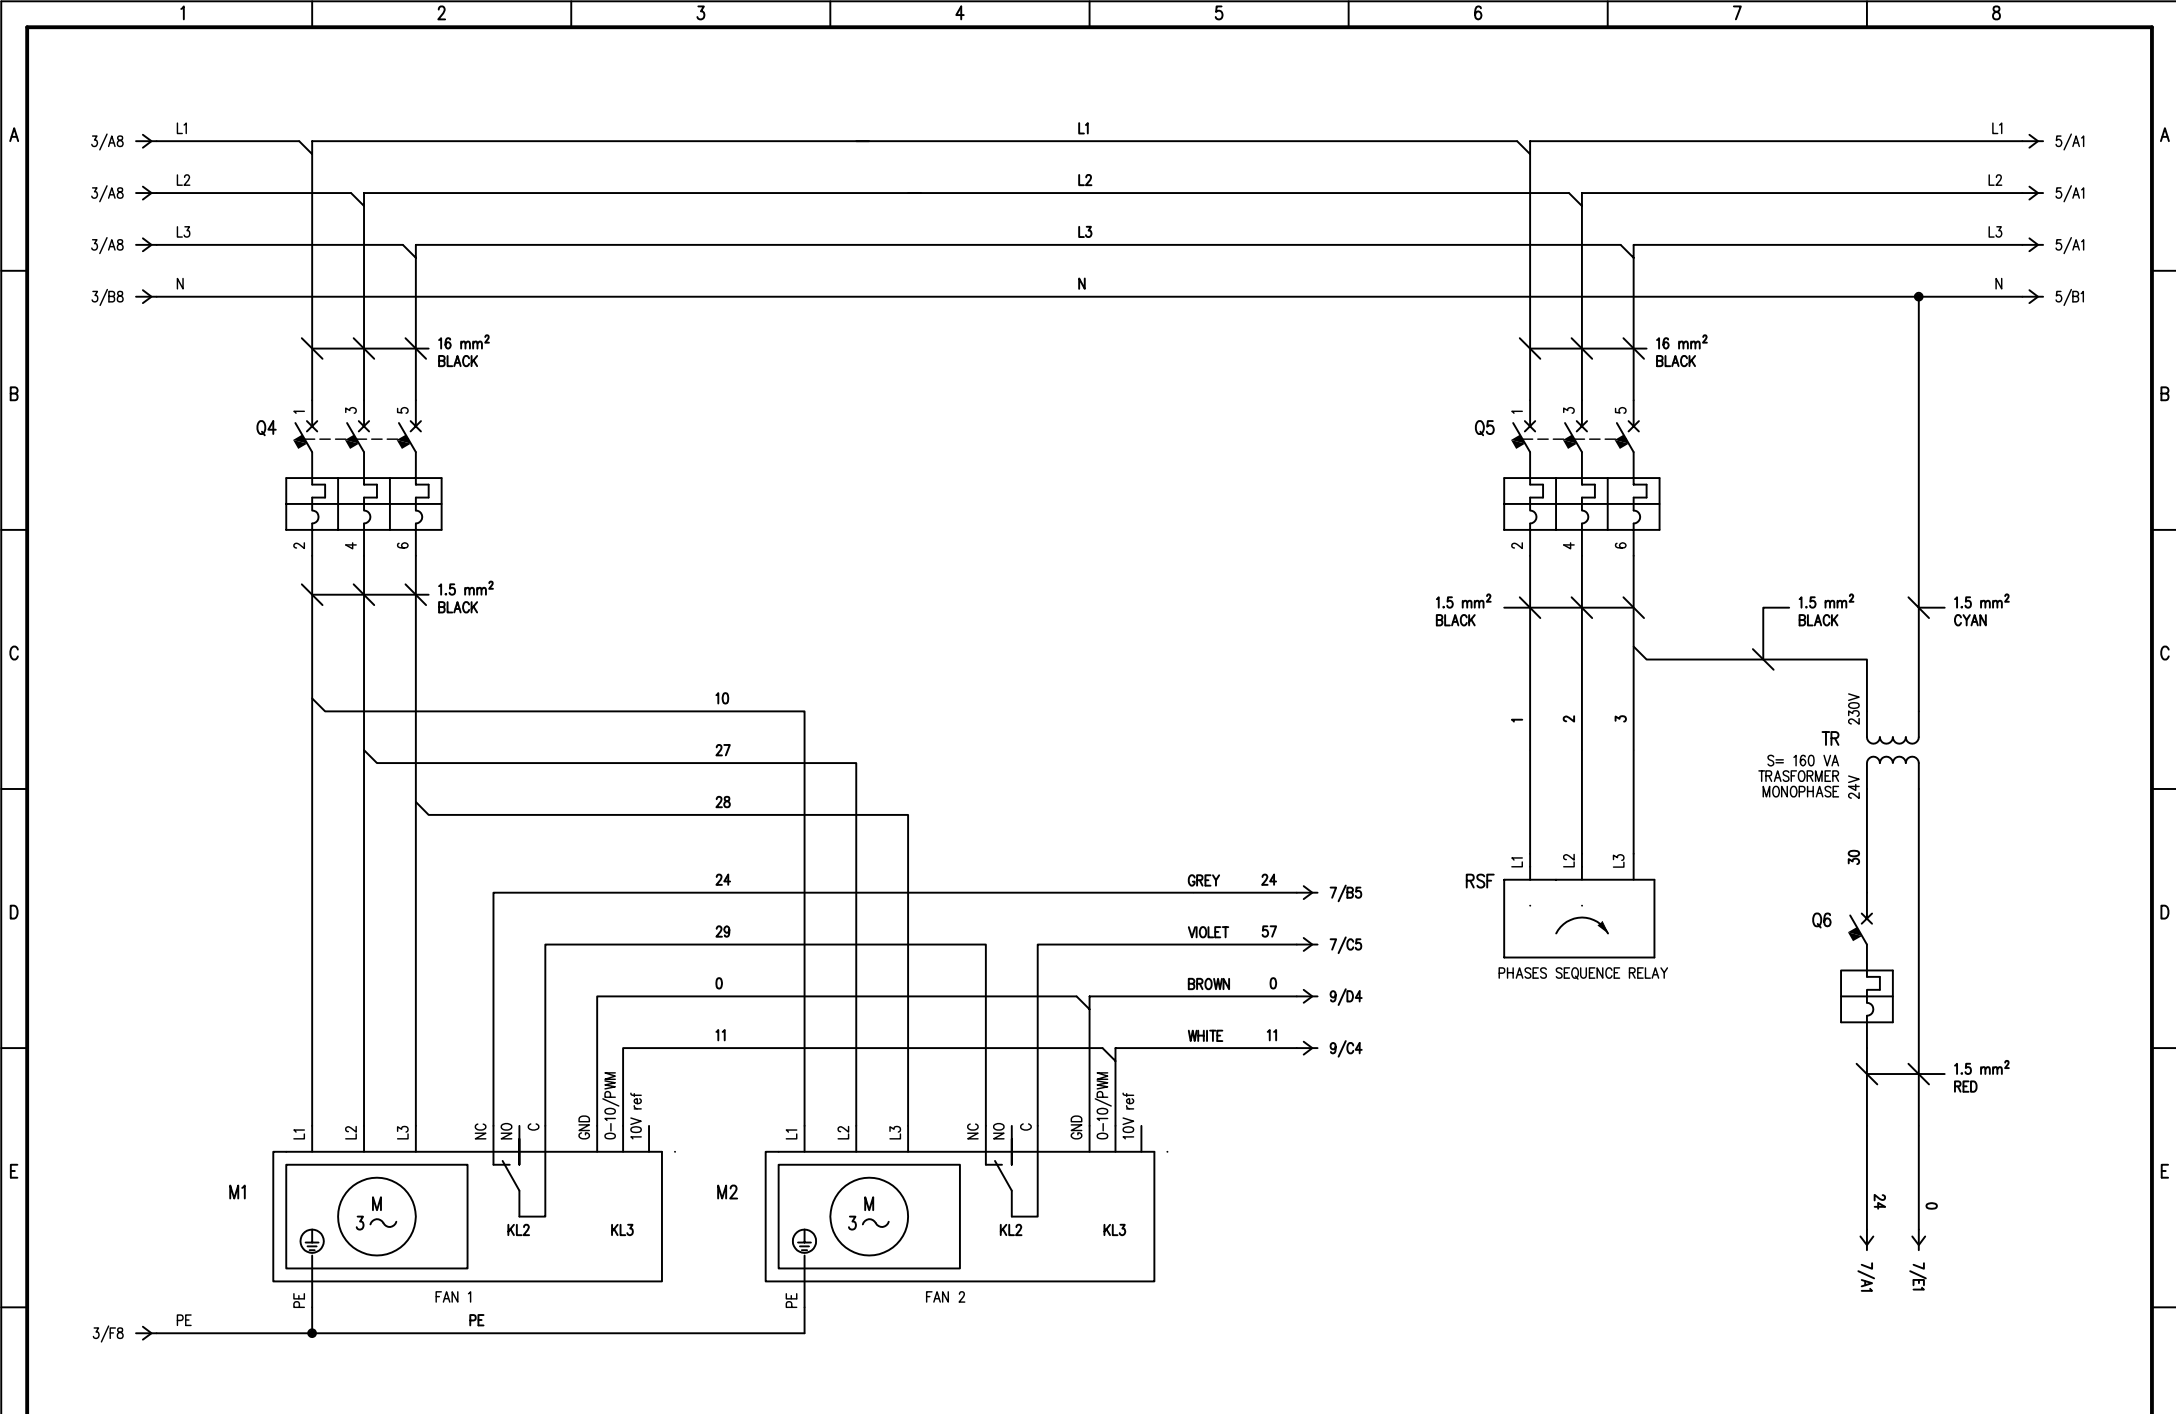 1 2 3 4 5 6 7 8
A A
3/A8 L1 L1 L1 5/A1
3/A8 L2 L2 L2 5/A1
3/A8 L3 L3 L3 5/A1
3/B8 N N N 5/B1
16 mm²
BLACK
16 mm²
BLACK
B B
Q4 1 3 5
Q5 1 3 5
2 4 6
2 4 6
1.5 mm²
BLACK
1.5 mm²
BLACK
1.5 mm²
BLACK
1.5 mm²
CYAN
C C
10
27
28
1 2 3
230V
TR
S= 160 VA
TRASFORMER
MONOPHASE
24V
30
L1 L2 L3
RSF
PHASES SEQUENCE RELAY
24 GREY 24 7/B5
D D
29 VIOLET 57 7/C5
0 BROWN 0 9/D4
11 WHITE 11 9/C4
Q6
1.5 mm²
RED
L1 L2 L3 NC NO C GND 0-10/PWM 10V ref
L1 L2 L3 NC NO C GND 0-10/PWM 10V ref
E E
M1
M
3
KL2
KL3
M2
M
3
KL2
KL3
24 0
7/A1 7/E1
PE
FAN 1
PE
FAN 2
3/F8 PE PE